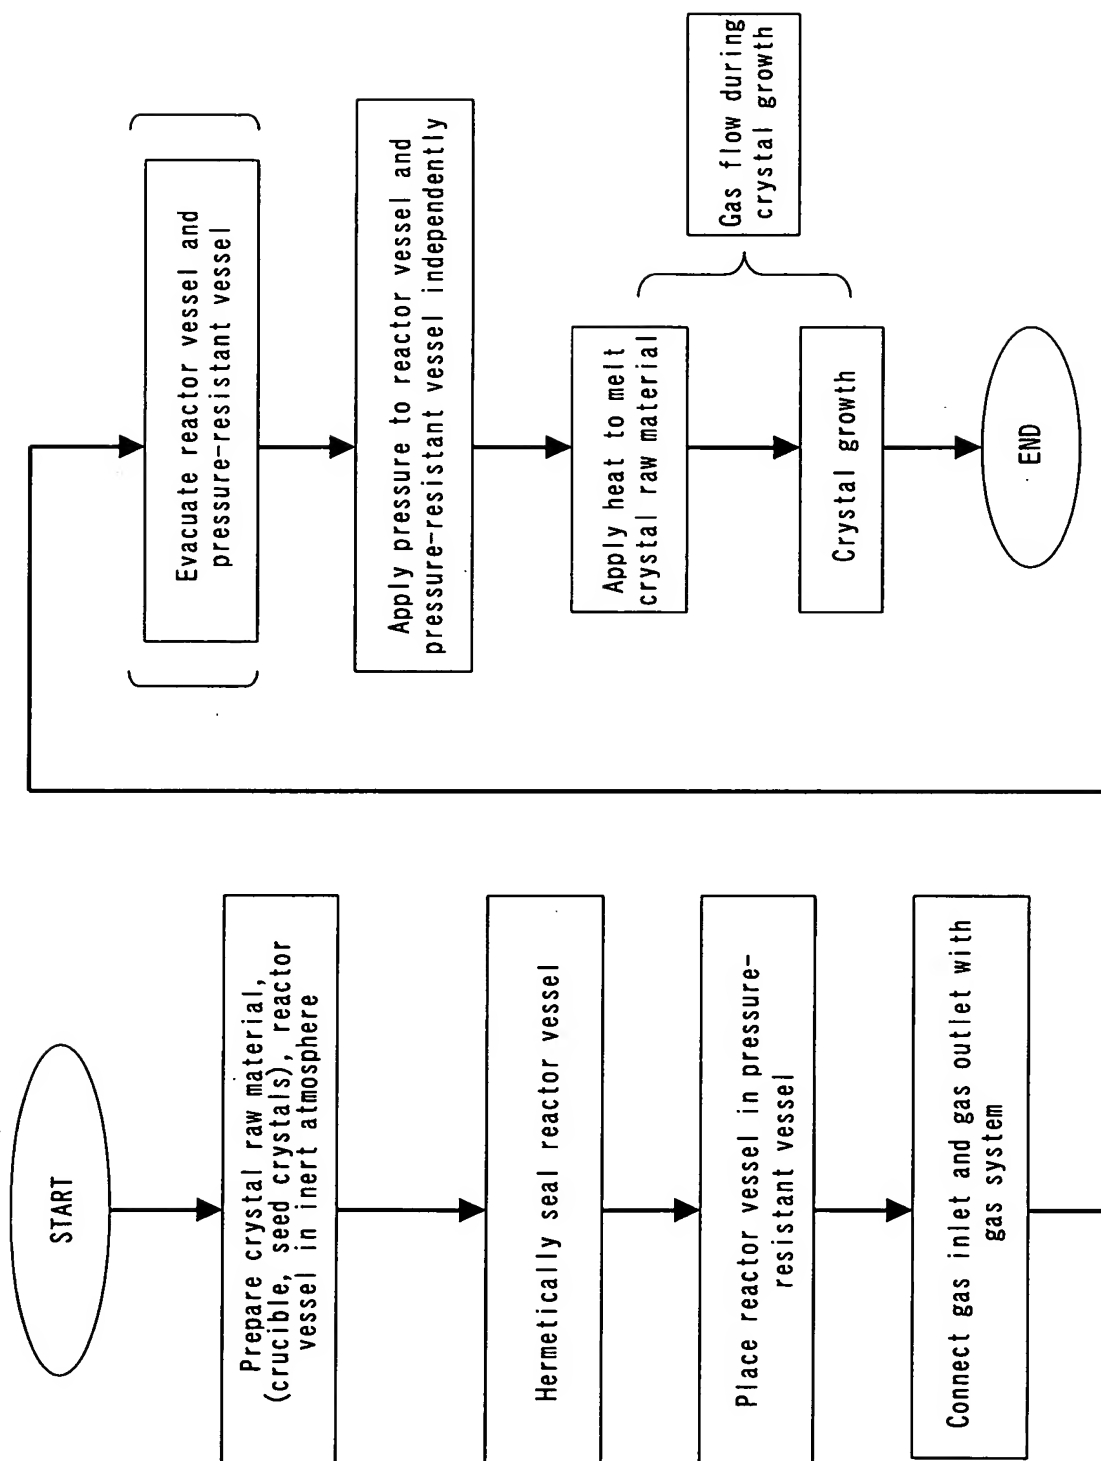 START
Prepare crystal raw material,
(crucible, seed crystals), reactor
vessel in inert atmosphere
Hermetically seal reactor vessel
Place reactor vessel in pressure-
resistant vessel
Connect gas inlet and gas outlet with
gas system
Evacuate reactor vessel and
pressure-resistant vessel
Apply pressure to reactor vessel and
pressure-resistant vessel independently
Apply heat to melt
crystal raw material
Gas flow during
crystal growth
Crystal growth
END